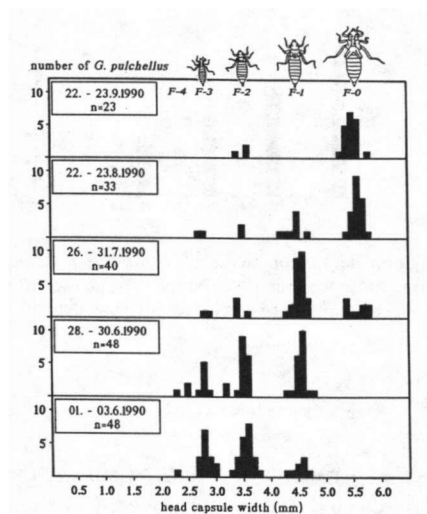 number of G. pulchellus
F-4 F-3 F-2 F-1 F-0
10
5
22. - 23.9.1990
n=23
10
5
22. - 23.8.1990
n=33
10
5
26. - 31.7.1990
n=40
10
5
28. - 30.6.1990
n=48
10
5
01. - 03.6.1990
n=48
0.5 1.0 1.5 2.0 2.5 3.0 3.5 4.0 4.5 5.0 5.5 6.0
head capsule width (mm)